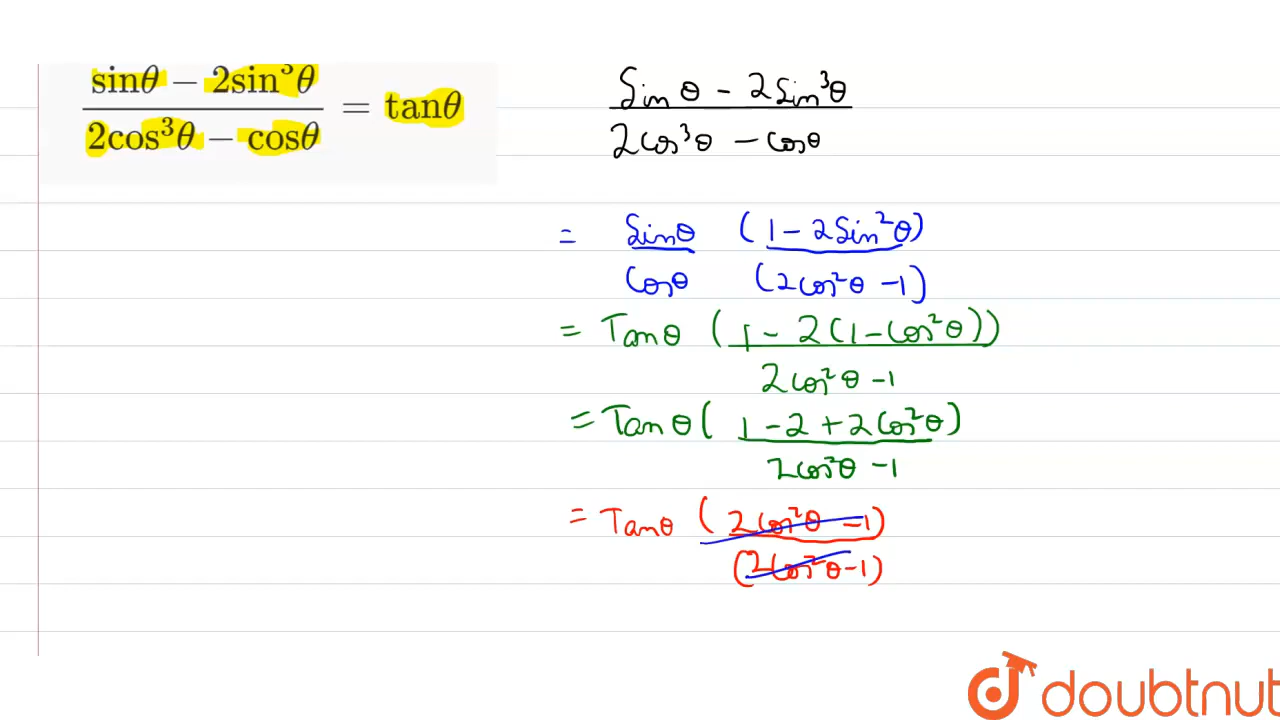 sinθ − 2sin³θ
2cos³θ − cosθ
= tanθ
Sin θ − 2Sin³θ
2cos³θ − cosθ
= Sinθ (1 − 2Sin²θ)
Cosθ (2cos²θ − 1)
= Tanθ (1 − 2(1 − Cos²θ))
2cos²θ − 1
= Tanθ (1 − 2 + 2Cos²θ)
2cos²θ − 1
= Tanθ (2Cos²θ − 1)
(2Cos²θ − 1)
doubtnut